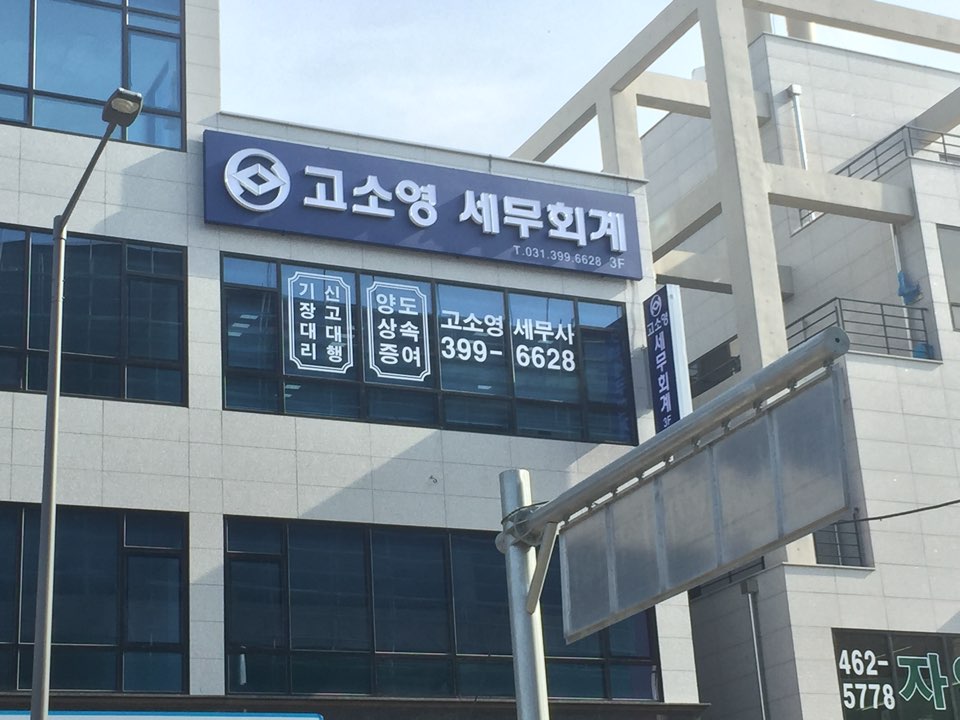 고소영 세무회계
T.031.399.6628 3F
기장대리
신고대행
양도
상속
증여
고소영 세무사
399-6628
고소영 세무회계 3F
462-
5778